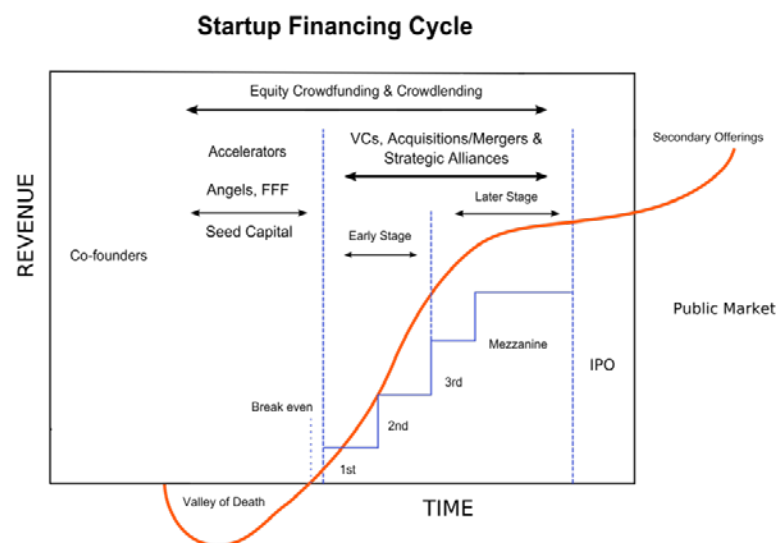 Startup Financing Cycle
Equity Crowdfunding & Crowdlending
VCs, Acquisitions/Mergers &
Strategic Alliances
Secondary Offerings
Accelerators
Angels, FFF
Seed Capital
Later Stage
Early Stage
Co-founders
REVENUE
Public Market
Mezzanine
IPO
3rd
Break even
2nd
1st
Valley of Death
TIME